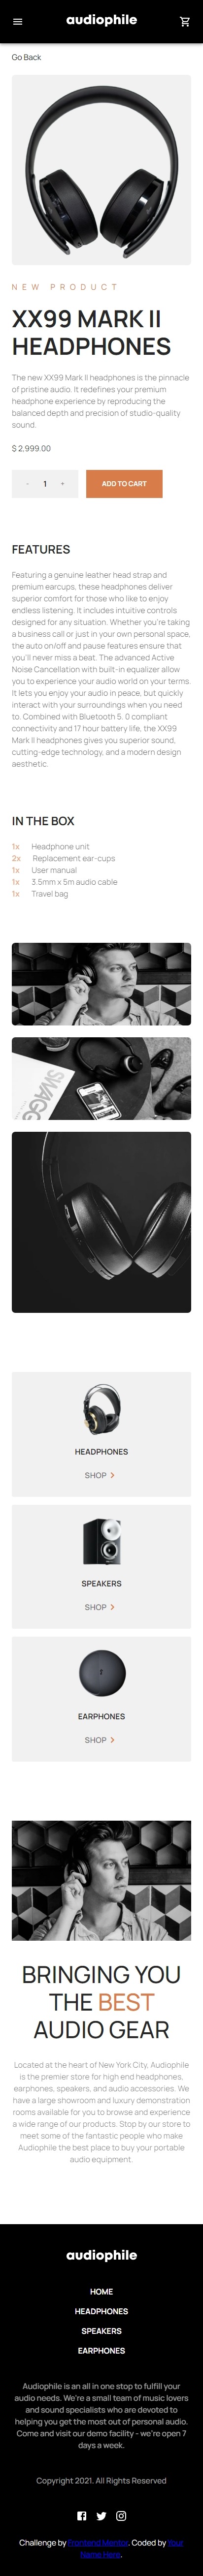 audiophile
Go Back
NEW PRODUCT
XX99 MARK II
HEADPHONES
The new XX99 Mark II headphones is the pinnacle
of pristine audio. It redefines your premium
headphone experience by reproducing the
balanced depth and precision of studio-quality
sound.
$ 2,999.00
- 1 + ADD TO CART
FEATURES
Featuring a genuine leather head strap and
premium earcups, these headphones deliver
superior comfort for those who like to enjoy
endless listening. It includes intuitive controls
designed for any situation. Whether you're taking
a business call or just in your own personal space,
the auto on/off and pause features ensure that
you'll never miss a beat. The advanced Active
Noise Cancellation with built-in equalizer allow
you to experience your audio world on your terms.
It lets you enjoy your audio in peace, but quickly
interact with your surroundings when you need
to. Combined with Bluetooth 5. 0 compliant
connectivity and 17 hour battery life, the XX99
Mark II headphones gives you superior sound,
cutting-edge technology, and a modern design
aesthetic.
IN THE BOX
1x Headphone unit
2x Replacement ear-cups
1x User manual
1x 3.5mm x 5m audio cable
1x Travel bag
SWAGG
HEADPHONES
SHOP
SPEAKERS
SHOP
EARPHONES
SHOP
BRINGING YOU
THE BEST
AUDIO GEAR
Located at the heart of New York City, Audiophile
is the premier store for high end headphones,
earphones, speakers, and audio accessories. We
have a large showroom and luxury demonstration
rooms available for you to browse and experience
a wide range of our products. Stop by our store to
meet some of the fantastic people who make
Audiophile the best place to buy your portable
audio equipment.
audiophile
HOME
HEADPHONES
SPEAKERS
EARPHONES
Audiophile is an all in one stop to fulfill your
audio needs. We're a small team of music lovers
and sound specialists who are devoted to
helping you get the most out of personal audio.
Come and visit our demo facility - we're open 7
days a week.
Copyright 2021. All Rights Reserved
Challenge by Frontend Mentor. Coded by Your
Name Here.